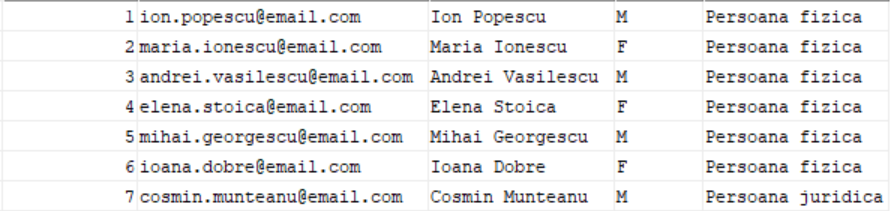 1 ion.popescu@email.com Ion Popescu M Persoana fizica
2 maria.ionescu@email.com Maria Ionescu F Persoana fizica
3 andrei.vasilescu@email.com Andrei Vasilescu M Persoana fizica
4 elena.stoica@email.com Elena Stoica F Persoana fizica
5 mihai.georgescu@email.com Mihai Georgescu M Persoana fizica
6 ioana.dobre@email.com Ioana Dobre F Persoana fizica
7 cosmin.munteanu@email.com Cosmin Munteanu M Persoana juridica